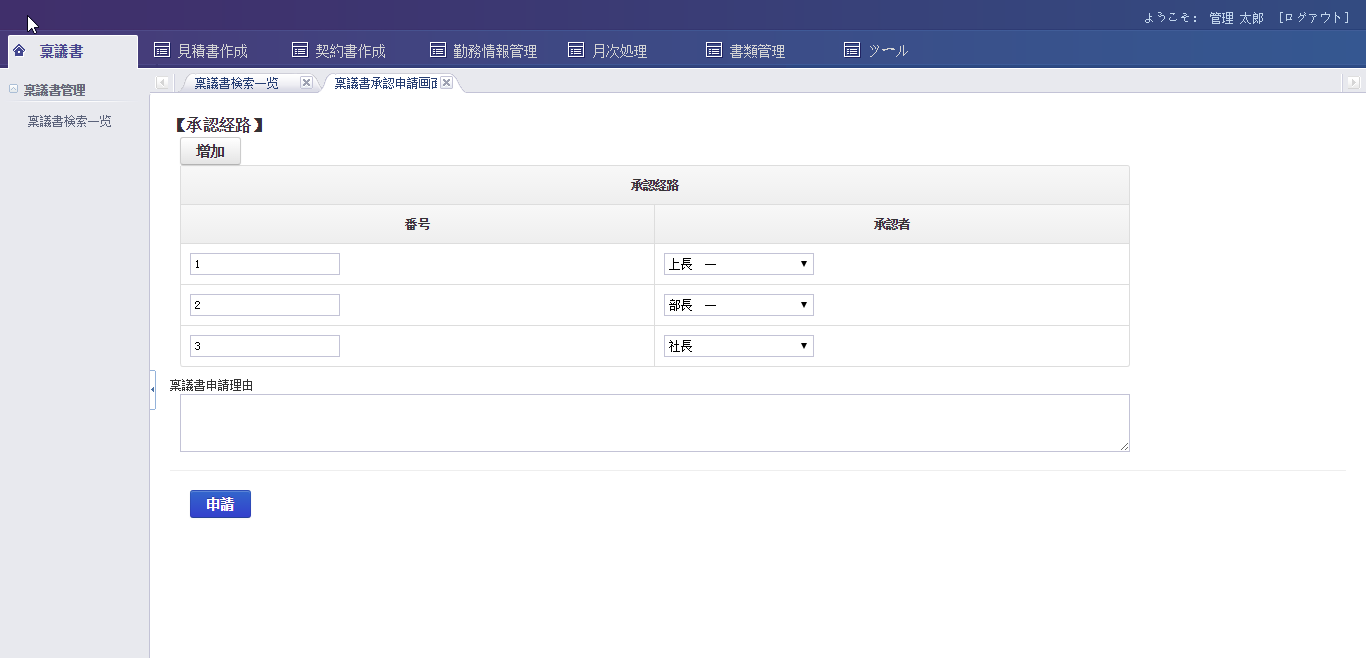 ようこそ： 管理 太郎 [ログアウト]
稟議書 見積書作成 契約書作成 勤務情報管理 月次処理 書類管理 ツール
稟議書管理
稟議書検索一览
稟議書検索一览 稟議書承認申請画面
【承認経路】
増加
承認経路
番号 承認者
1 上長 ―
2 部長 ―
3 社長
稟議書申請理由
申請